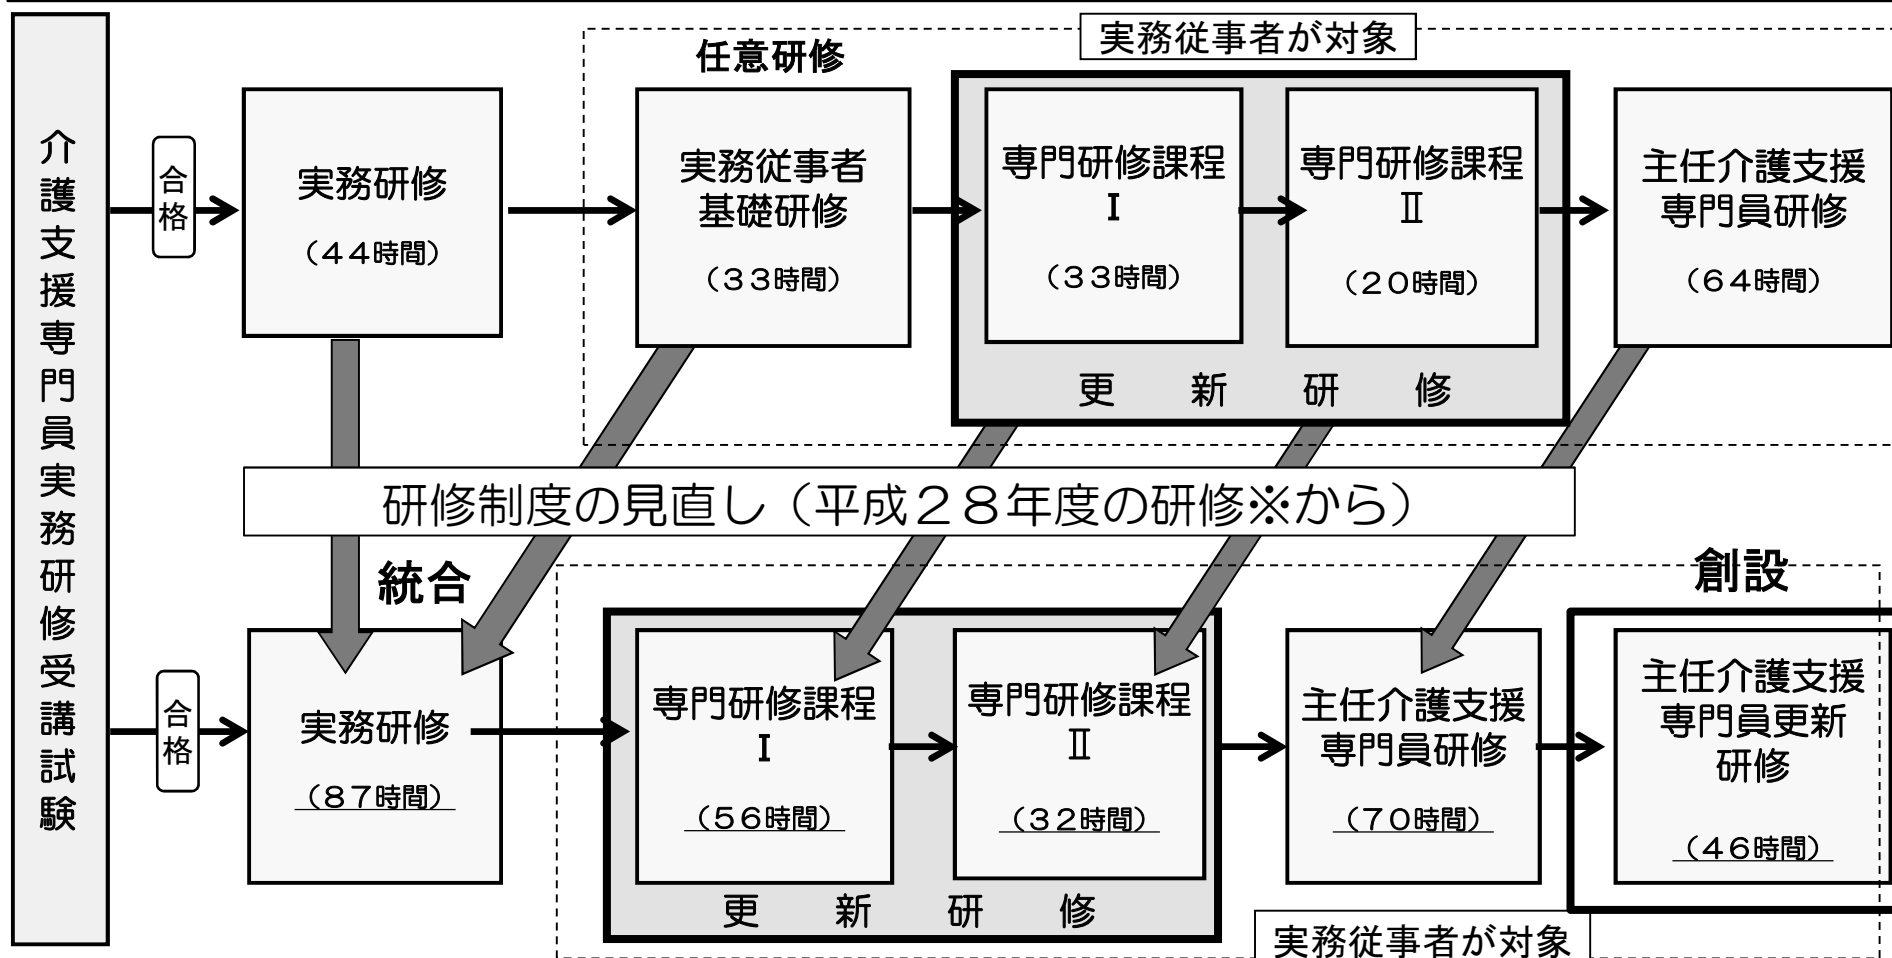 介護支援専門員実務研修受講試験
実務従事者が対象
任意研修
合格
実務研修
（４４時間）
実務従事者
基礎研修
（３３時間）
専門研修課程
Ⅰ
（３３時間）
専門研修課程
Ⅱ
（２０時間）
更新研修
主任介護支援
専門員研修
（６４時間）
研修制度の見直し（平成２８年度の研修※から）
統合
創設
合格
実務研修
（８７時間）
専門研修課程
Ⅰ
（５６時間）
専門研修課程
Ⅱ
（３２時間）
更新研修
主任介護支援
専門員研修
（７０時間）
主任介護支援
専門員更新
研修
（４６時間）
実務従事者が対象